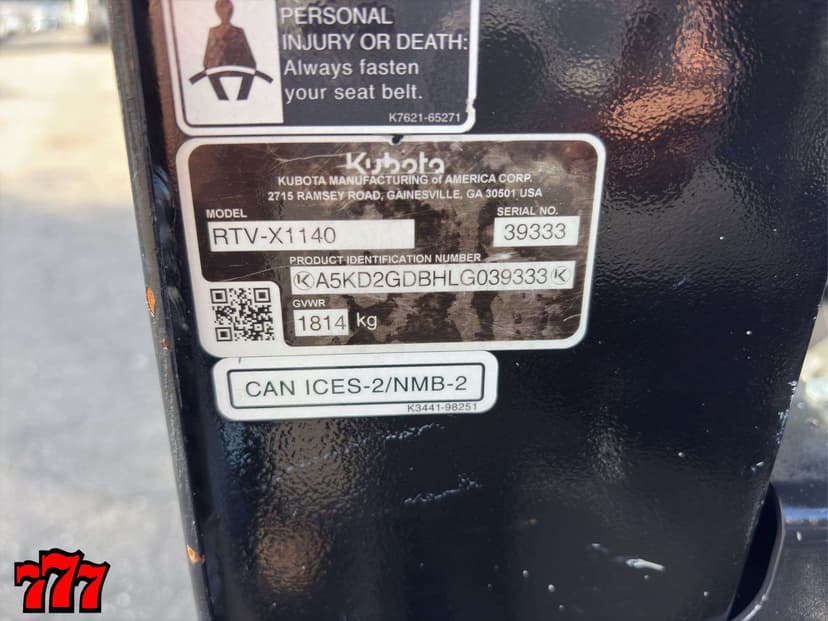 PERSONAL
INJURY OR DEATH:
Always fasten
your seat belt.
K7621-65271
Kubota
KUBOTA MANUFACTURING of AMERICA CORP.
2715 RAMSEY ROAD, GAINESVILLE, GA 30501 USA
MODEL
SERIAL NO.
RTV-X1140
39333
PRODUCT IDENTIFICATION NUMBER
A5KD2GDBHLG039333
GVWR
1814 kg
CAN ICES-2/NMB-2
K3441-98251
777